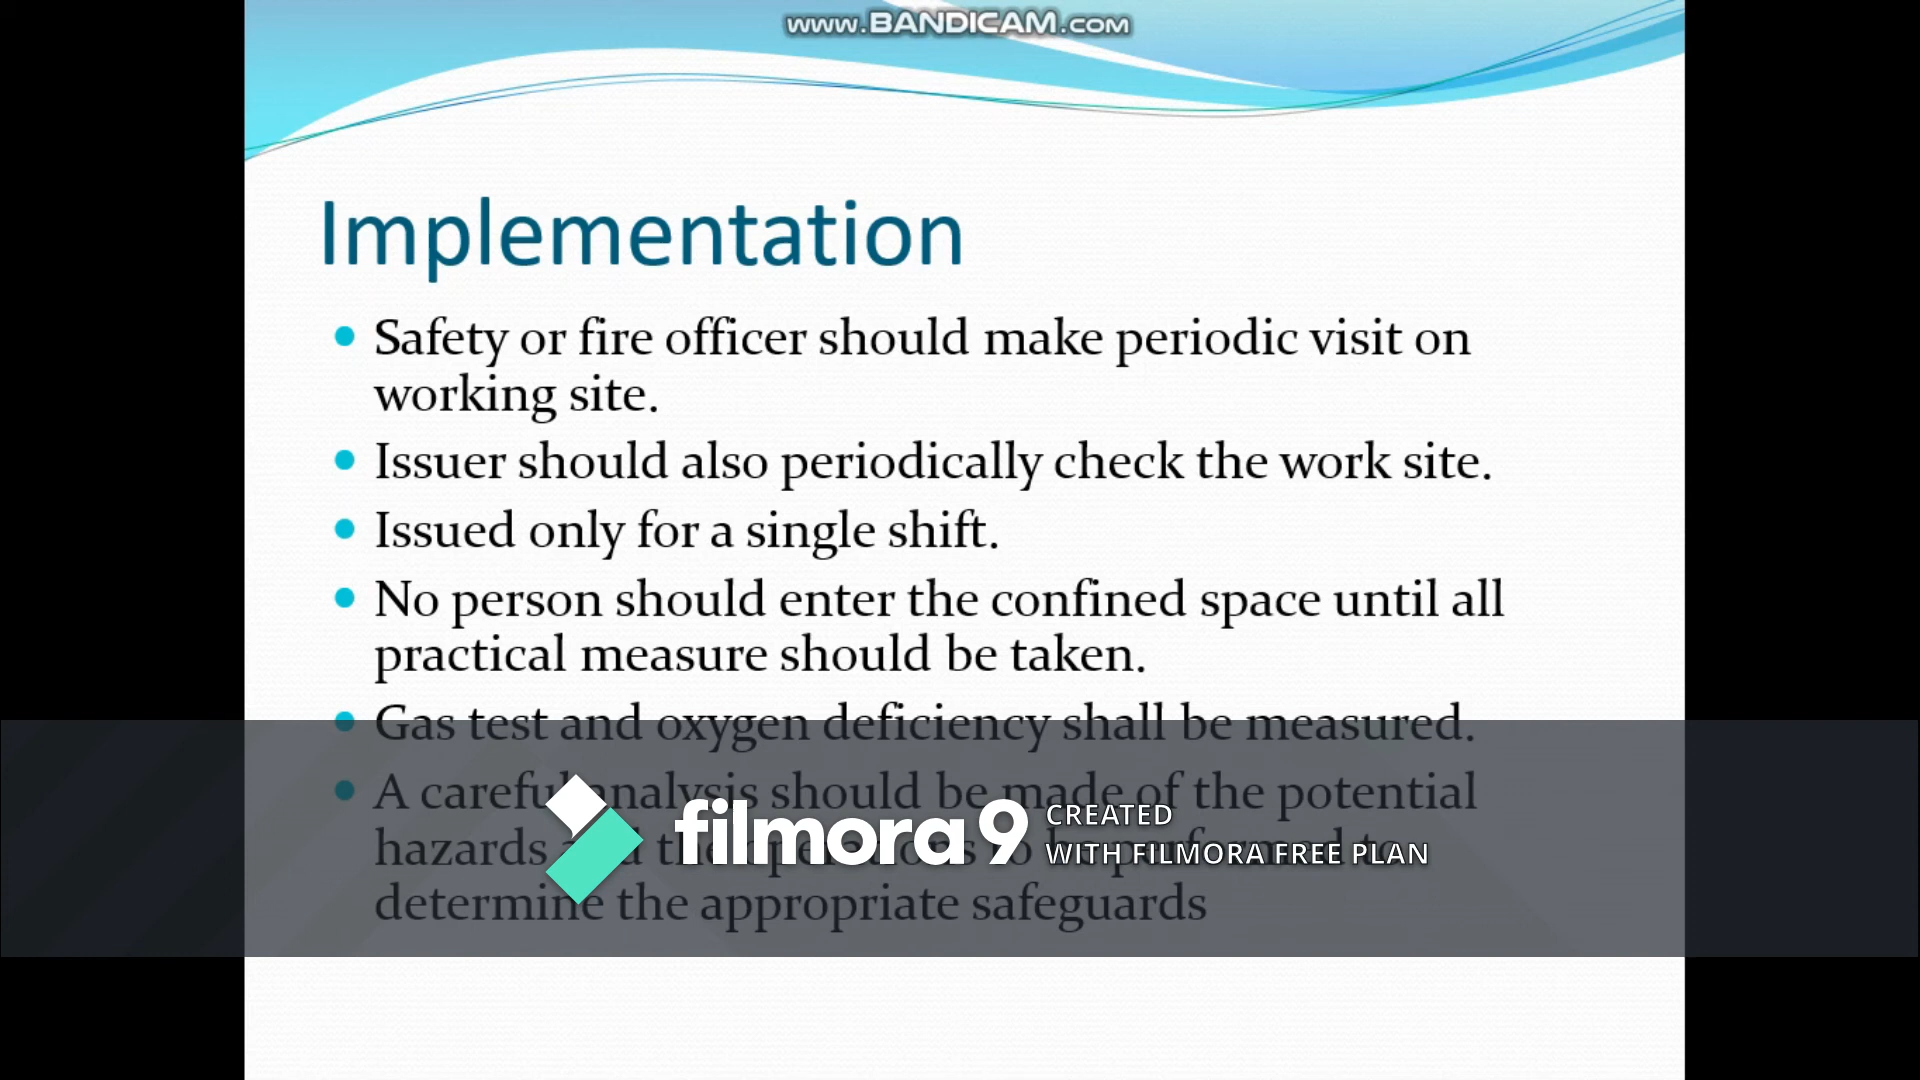 www.BANDICAM.com
Implementation
Safety or fire officer should make periodic visit on
working site.
Issuer should also periodically check the work site.
Issued only for a single shift.
No person should enter the confined space until all
practical measure should be taken.
Gas test and oxygen deficiency shall be measured.
A careful analysis should be made of the potential
hazards and the operations to be performed to
determine the appropriate safeguards
filmora 9
CREATED
WITH FILMORA FREE PLAN